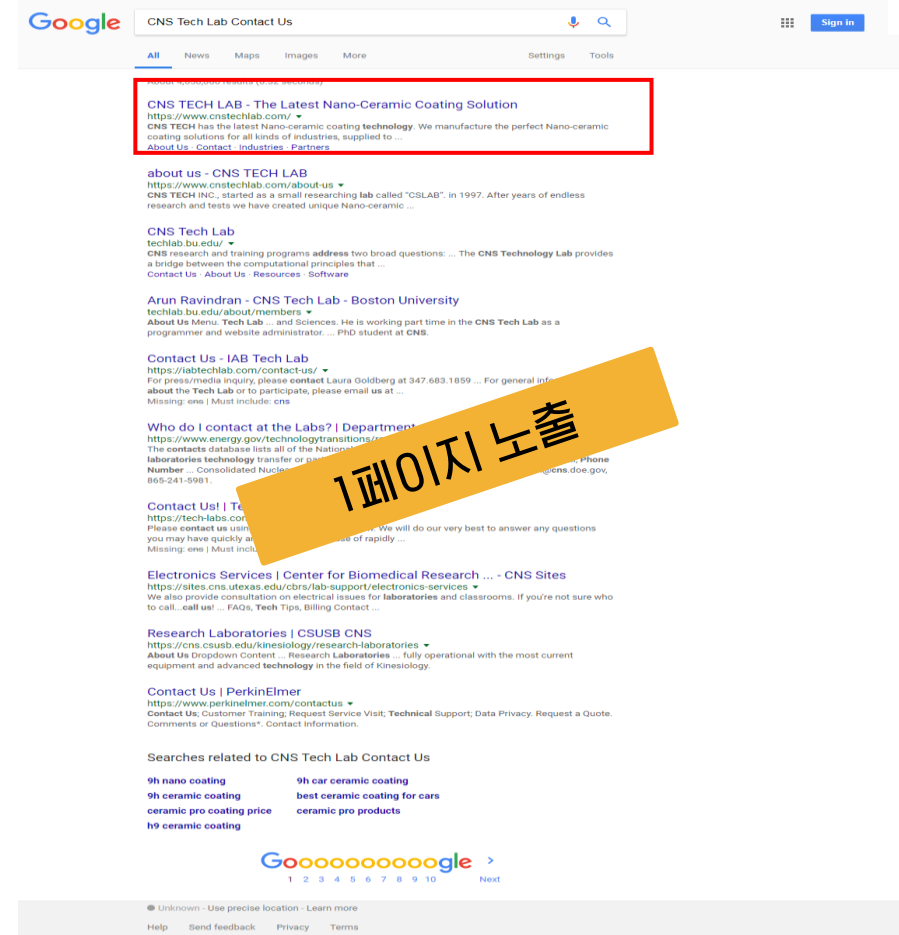 Google
CNS Tech Lab Contact Us
Sign in
All News Maps Images More Settings Tools
CNS TECH LAB - The Latest Nano-Ceramic Coating Solution
https://www.cnstechlab.com/
CNS TECH has the latest Nano-ceramic coating technology. We manufacture the perfect Nano-ceramic
coating solutions for all kinds of industries, supplied to ...
About Us · Contact · Industries · Partners
about us - CNS TECH LAB
https://www.cnstechlab.com/about-us
CNS TECH INC., started as a small researching lab called "CSLAB". in 1997. After years of endless
research and tests we have created unique Nano-ceramic ...
CNS Tech Lab
techlab.bu.edu/
CNS research and training programs address two broad questions: ... The CNS Technology Lab provides
a bridge between the computational principles that ...
Contact Us · About Us · Resources · Software
Arun Ravindran - CNS Tech Lab - Boston University
techlab.bu.edu/about/members
About Us Menu. Tech Lab ... and Sciences. He is working part time in the CNS Tech Lab as a
programmer and website administrator. ... PhD student at CNS.
Contact Us - IAB Tech Lab
https://iabtechlab.com/contact-us/
For press/media inquiry, please contact Laura Goldberg at 347.683.1859 ... For general
about the Tech Lab or to participate, please email us at ...
Missing: cns | Must include: cns
Who do I contact at the Labs? | Department
https://www.energy.gov/technologytransitions/
The contacts database lists all of the
laboratories technology transfer or Phone
Number ... Consolidated @cns.doe.gov,
865-241-5981.
1페이지 노출
Contact Us! |
https://tech-labs.
Please contact us We will do our very best to answer any questions
you may have quickly of rapidly ...
Missing: cns | Must
Electronics Services | Center for Biomedical Research ... - CNS Sites
https://sites.cns.utexas.edu/cbrs/lab-support/electronics-services
We also provide consultation on electrical issues for laboratories and classrooms. If you're not sure who
to call...call us! ... FAQs, Tech Tips, Billing Contact ...
Research Laboratories | CSUSB CNS
https://cns.csusb.edu/kinesiology/research-laboratories
About Us Dropdown Content ... Research Laboratories ... fully operational with the most current
equipment and advanced technology in the field of Kinesiology.
Contact Us | PerkinElmer
https://www.perkinelmer.com/contactus
Contact Us; Customer Training; Request Service Visit; Technical Support; Data Privacy. Request a Quote.
Comments or Questions*. Contact Information.
Searches related to CNS Tech Lab Contact Us
9h nano coating 9h car ceramic coating
9h ceramic coating best ceramic coating for cars
ceramic pro coating price ceramic pro products
h9 ceramic coating
Goooooooooogle >
1 2 3 4 5 6 7 8 9 10 Next
Unknown - Use precise location - Learn more
Help Send feedback Privacy Terms